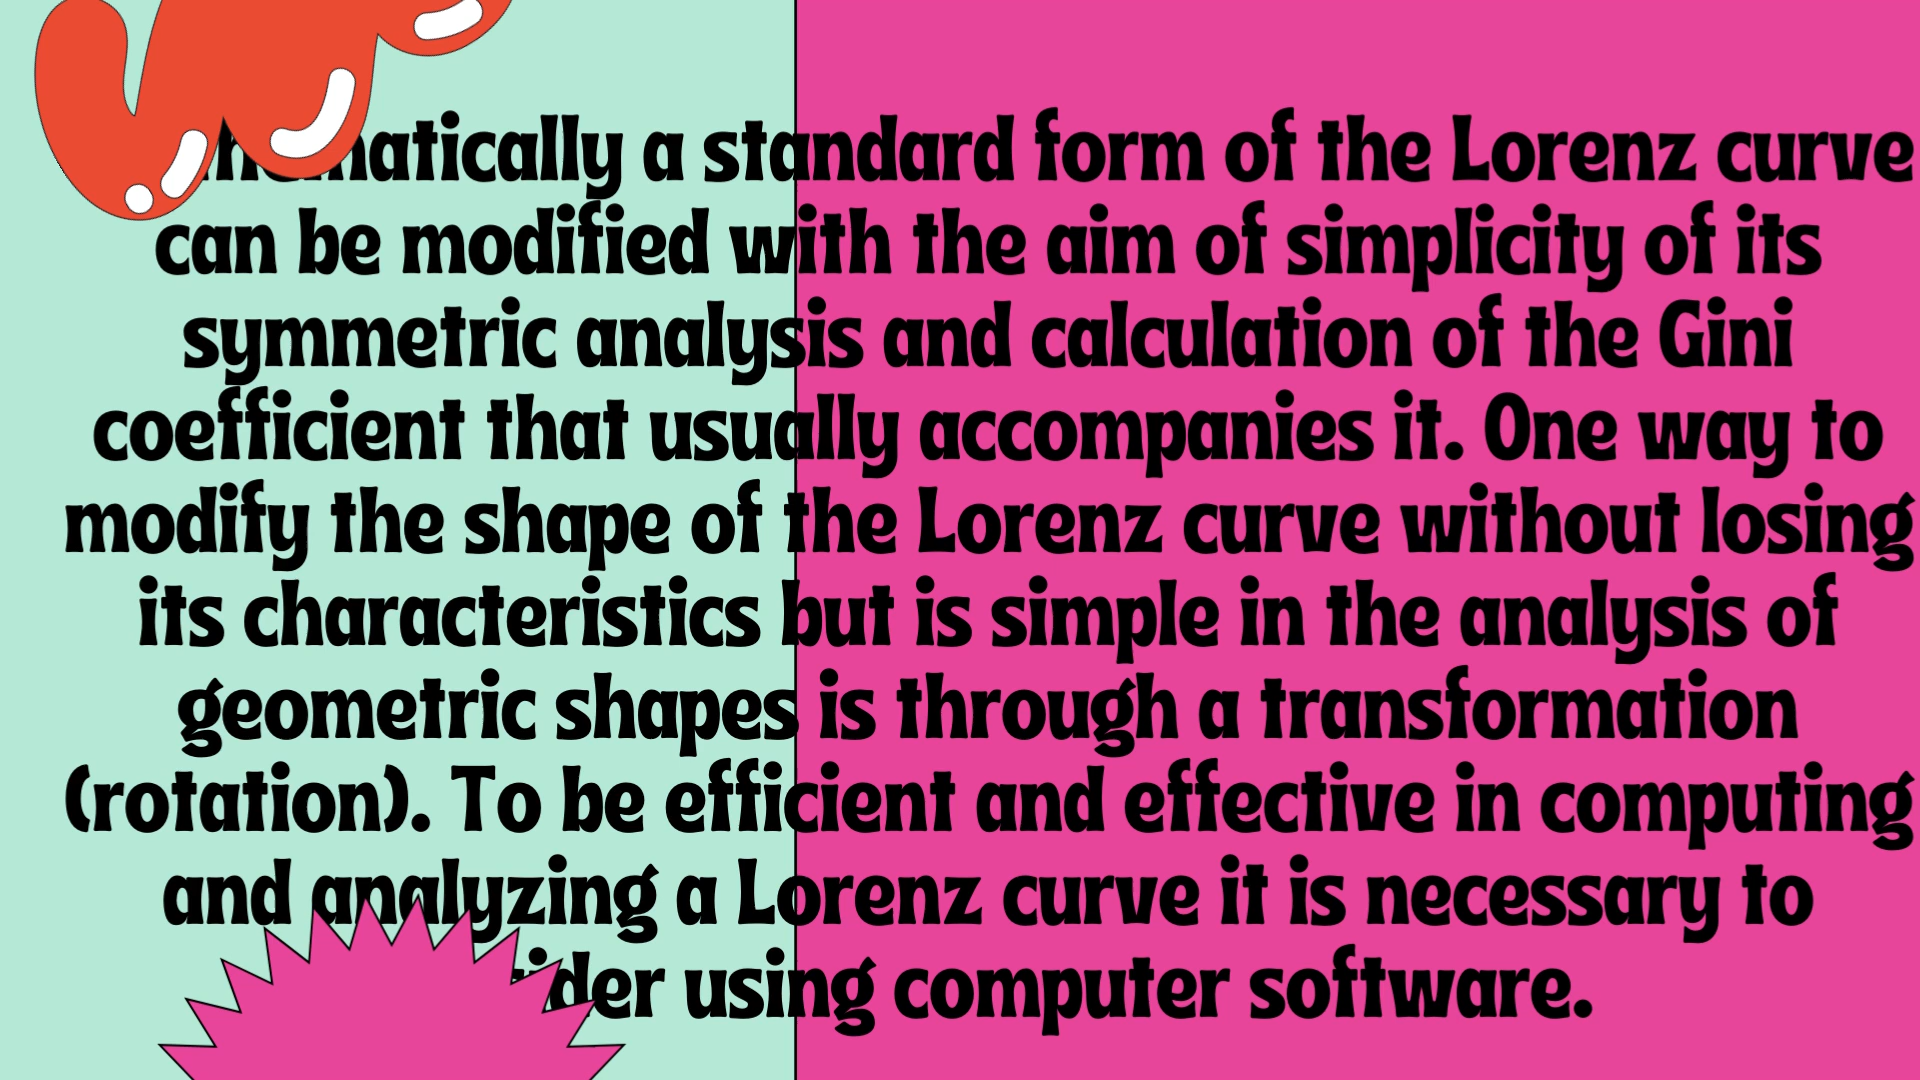 a standard form of the Lorenz curve
can be modified with the aim of simplicity of its
symmetric analysis and calculation of the Gini
coefficient that usually accompanies it. One way to
modify the shape of the Lorenz curve without losing
its characteristics but is simple in the analysis of
geometric shapes is through a transformation
(rotation). To be efficient and effective in computing
and analyzing a Lorenz curve it is necessary to
using computer software.